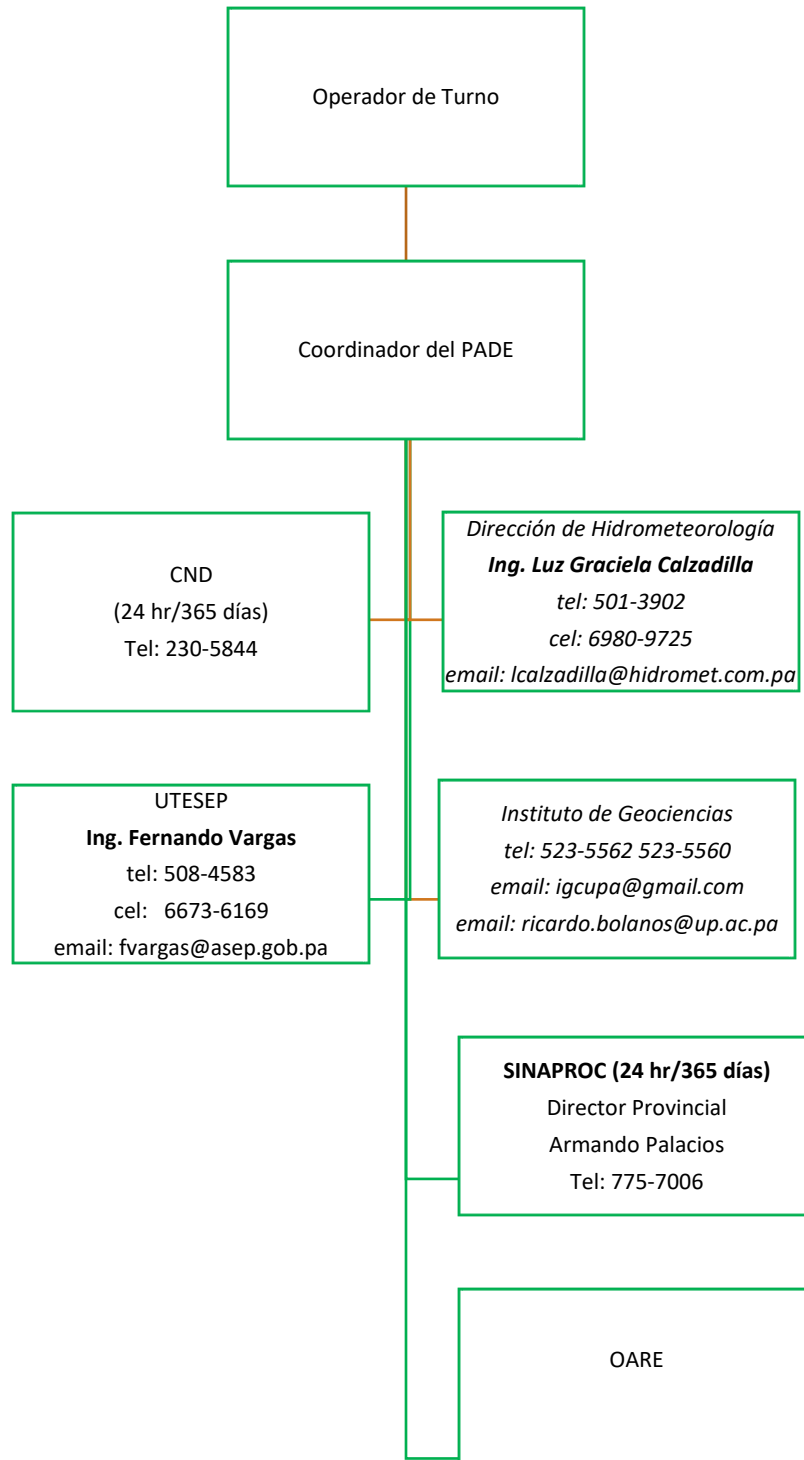 Operador de Turno
Coordinador del PADE
CND
(24 hr/365 días)
Tel: 230-5844
Dirección de Hidrometeorología
Ing. Luz Graciela Calzadilla
tel: 501-3902
cel: 6980-9725
email: lcalzadilla@hidromet.com.pa
UTESEP
Ing. Fernando Vargas
tel: 508-4583
cel: 6673-6169
email: fvargas@asep.gob.pa
Instituto de Geociencias
tel: 523-5562 523-5560
email: igcupa@gmail.com
email: ricardo.bolanos@up.ac.pa
SINAPROC (24 hr/365 días)
Director Provincial
Armando Palacios
Tel: 775-7006
OARE